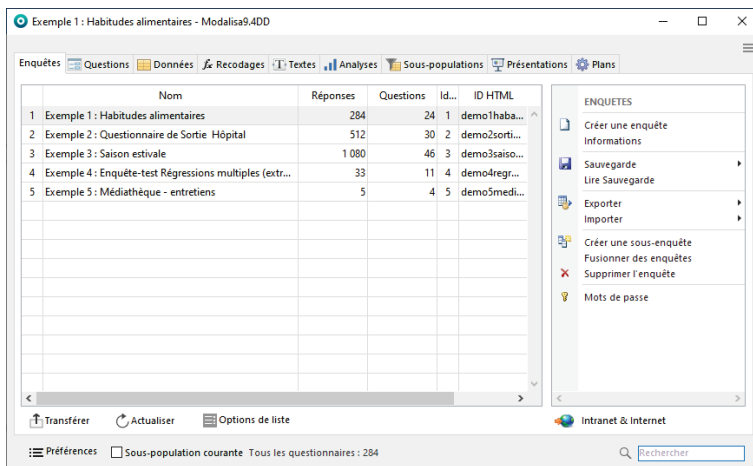 Exemple 1 : Habitudes alimentaires - Modalisa9.4DD
Enquêtes Questions Données fx Recodages T Textes Analyses Sous-populations Présentations Plans
Nom Réponses Questions Id... ID HTML
1 Exemple 1 : Habitudes alimentaires 284 24 1 demo1haba...
2 Exemple 2 : Questionnaire de Sortie Hôpital 512 30 2 demo2sorti...
3 Exemple 3 : Saison estivale 1 080 46 3 demo3saiso...
4 Exemple 4 : Enquête-test Régressions multiples (extr... 33 11 4 demo4regr...
5 Exemple 5 : Médiathèque - entretiens 5 4 5 demo5medi...
ENQUETES
Créer une enquête
Informations
Sauvegarde
Lire Sauvegarde
Exporter
Importer
Créer une sous-enquête
Fusionner des enquêtes
Supprimer l'enquête
Mots de passe
Transférer Actualiser Options de liste Intranet & Internet
Préférences Sous-population courante Tous les questionnaires : 284 Rechercher